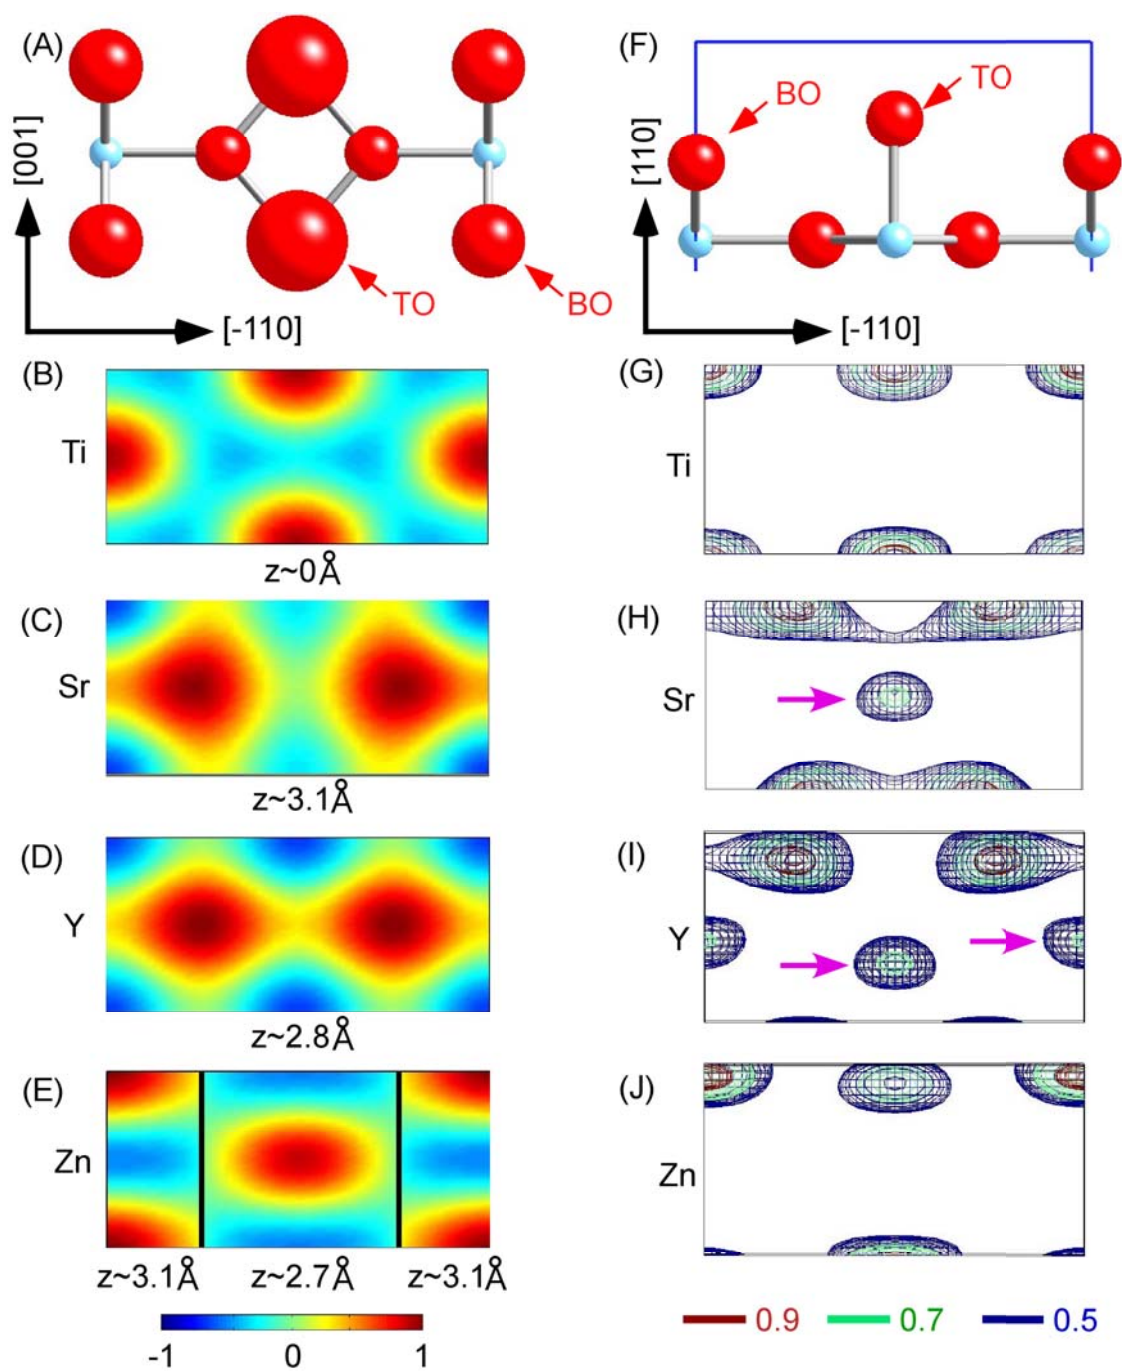 (A)
[001]
TO
BO
[-110]
(F)
BO
TO
[110]
[-110]
(B)
Ti
z~0Å
(C)
Sr
z~3.1Å
(D)
Y
z~2.8Å
(E)
Zn
z~3.1Å z~2.7Å z~3.1Å
-1 0 1
(G)
Ti
(H)
Sr
(I)
Y
(J)
Zn
0.9 0.7 0.5